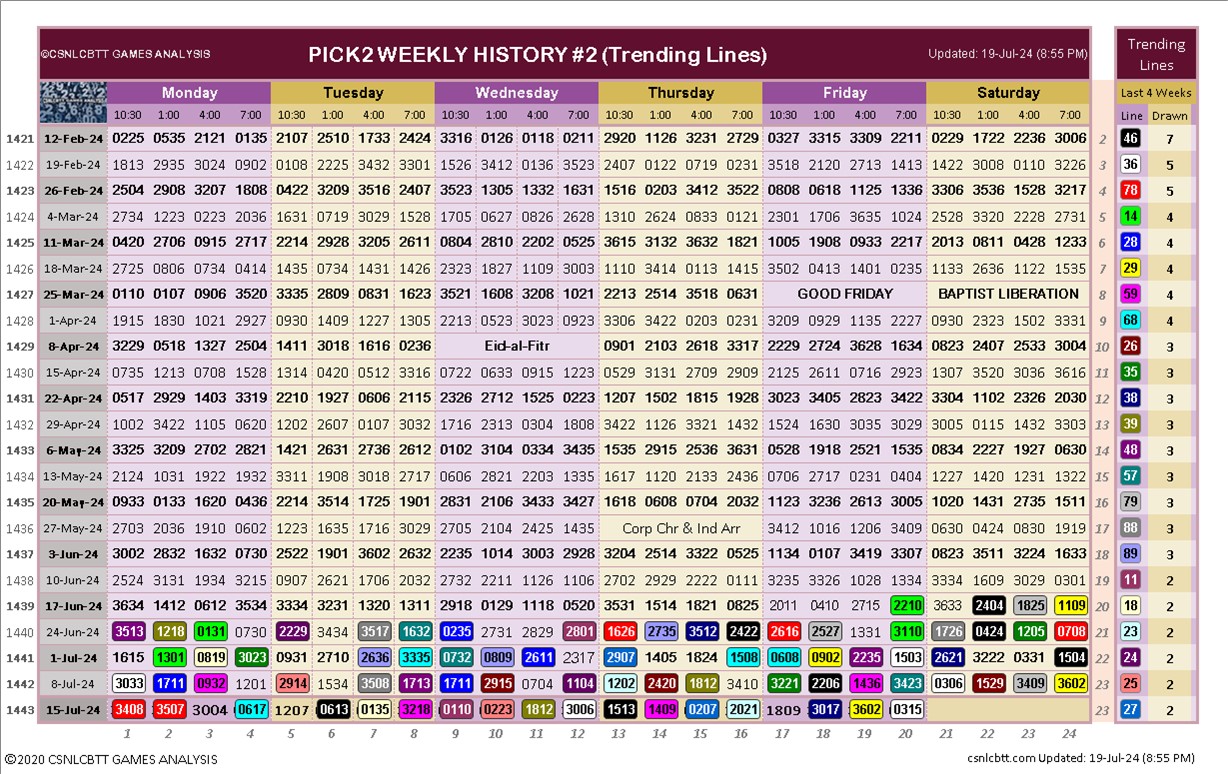 ©CSNLCBTT GAMES ANALYSIS PICK2 WEEKLY HISTORY #2 (Trending Lines) Updated: 19-Jul-24 (8:55 PM) Trending Lines
Monday Tuesday Wednesday Thursday Friday Saturday Last 4 Weeks
10:30 1:00 4:00 7:00 10:30 1:00 4:00 7:00 10:30 1:00 4:00 7:00 10:30 1:00 4:00 7:00 10:30 1:00 4:00 7:00 10:30 1:00 4:00 7:00 Line Drawn
1421 12-Feb-24 0225 0535 2121 0135 2107 2510 1733 2424 3316 0126 0118 0211 2920 1126 3231 2729 0327 3315 3309 2211 0229 1722 2236 3006 2 46 7
1422 19-Feb-24 1813 2935 3024 0902 0108 2225 3432 3301 1526 3412 0136 3523 2407 0122 0719 0231 3518 2120 2713 1413 1422 3008 0110 3226 3 36 5
1423 26-Feb-24 2504 2908 3207 1808 0422 3209 3516 2407 3523 1305 1332 1631 1516 0203 3412 3522 0808 0618 1125 1336 3306 3536 1528 3217 4 78 5
1424 4-Mar-24 2734 1223 0223 2036 1631 0719 3029 1528 1705 0627 0826 2628 1310 2624 0833 0121 2301 1706 3635 1024 2528 3320 2228 2731 5 14 4
1425 11-Mar-24 0420 2706 0915 2717 2214 2928 3205 2611 0804 2810 2202 0525 3615 3132 3632 1821 1005 1908 0933 2217 2013 0811 0428 1233 6 28 4
1426 18-Mar-24 2725 0806 0734 0414 1435 0734 1431 1429 2323 1827 1109 3003 1110 3414 0113 1415 3502 0413 1401 0235 1133 2636 1122 1535 7 29 4
1427 25-Mar-24 0110 0107 0906 3520 3335 2809 0831 1623 3521 1608 3208 1021 2213 2514 3518 0631 GOOD FRIDAY BAPTIST LIBERATION 8 59 4
1428 1-Apr-24 1915 1830 1021 2927 0930 1409 1227 1305 2213 0523 3023 0923 3306 3422 0203 0231 3209 0929 1135 2227 0930 2323 1502 3331 9 68 4
1429 8-Apr-24 3229 0518 1327 2504 1411 3018 1616 0236 Eid-al-Fitr 0901 2103 2618 3317 2229 2724 3628 1634 0823 2407 2533 3004 10 26 3
1430 15-Apr-24 0735 1213 0708 1528 1314 0420 0512 3316 0722 0633 0915 1223 0529 3131 2709 2909 2125 2611 0716 2923 1307 3520 3036 3616 11 35 3
1431 22-Apr-24 0517 2929 1403 3319 2210 1927 0606 2115 2326 2712 1525 0223 1207 1502 1815 1928 3023 3405 2823 3422 3304 1102 2326 2030 12 38 3
1432 29-Apr-24 1002 3422 1105 0620 1202 2607 0107 3032 1716 2313 0304 1808 3422 1126 3321 1432 1524 1630 3035 3029 3005 0115 1432 3303 13 39 3
1433 6-May-24 3325 3209 2702 2821 1421 2631 2736 2612 0102 3104 0334 3435 1535 2915 2536 3631 0528 1918 2521 1535 0834 2227 1927 0630 14 48 3
1434 13-May-24 2124 1031 1922 1932 3311 1908 3018 2711 0606 2821 2203 1335 1617 1120 2133 2436 0706 2717 0231 0404 1227 1420 1231 1322 15 57 3
1435 20-May-24 0933 0133 1620 0436 2214 3514 1725 1901 2831 2106 3433 3427 1618 0608 0704 2032 1123 3236 2613 3005 1020 1431 2735 1511 16 79 3
1436 27-May-24 2703 2036 1910 0602 1223 1635 1716 3029 2705 2104 2425 1435 Corp Chr & Ind Arr 3412 1016 1206 3409 0630 0424 0830 1919 17 88 3
1437 3-Jun-24 3002 2832 1632 0730 2522 1901 3602 2632 2235 1014 3003 2928 3204 2514 3322 0525 1134 0107 3419 3307 0823 3511 3224 1633 18 89 3
1438 10-Jun-24 2524 3131 1934 3215 0907 2621 1706 2032 2732 2211 1126 1106 2702 2929 2222 0111 3235 3326 1028 1334 3334 1609 3029 0301 19 11 2
1439 17-Jun-24 3634 1412 0612 3534 3334 3231 1320 1311 2918 0129 1118 0520 3531 1514 1821 0825 2011 0410 2715 2210 3633 2404 1825 1109 20 18 2
1440 24-Jun-24 3513 1218 0131 0730 2229 3434 3517 1632 0235 2731 2829 2801 1626 2735 3512 2422 2616 2527 1331 3110 1726 0424 1205 0708 21 23 2
1441 1-Jul-24 1615 1301 0819 3023 0931 2710 2636 3335 0732 0809 2611 2317 2907 1405 1824 1508 0608 0902 2235 1503 2621 3222 0331 1504 22 24 2
1442 8-Jul-24 3033 1711 0932 1201 2914 1534 3508 1713 1711 2915 0704 1104 1202 2420 1812 3410 3221 2206 1436 3423 0306 1529 3409 3602 23 25 2
1443 15-Jul-24 3408 3507 3004 0617 1207 0613 0135 3218 0110 0223 1812 3006 1513 1409 0207 2021 1809 3017 3602 0315 23 27 2
1 2 3 4 5 6 7 8 9 10 11 12 13 14 15 16 17 18 19 20 21 22 23 24
©2020 CSNLCBTT GAMES ANALYSIS csnlcbtt.com Updated: 19-Jul-24 (8:55 PM)